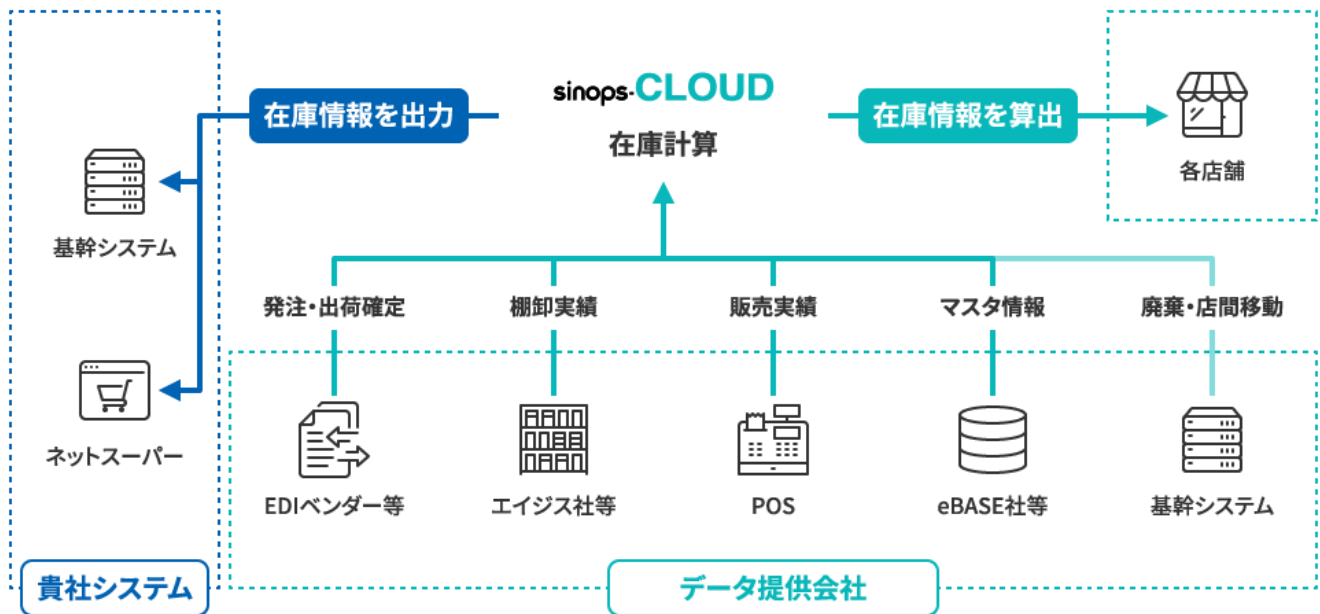 sinops-CLOUD
在庫計算
在庫情報を出力
在庫情報を算出
各店舗
基幹システム
ネットスーパー
貴社システム
発注・出荷確定
棚卸実績
販売実績
マスタ情報
廃棄・店間移動
EDIベンダー等
エイジス社等
POS
eBASE社等
基幹システム
データ提供会社